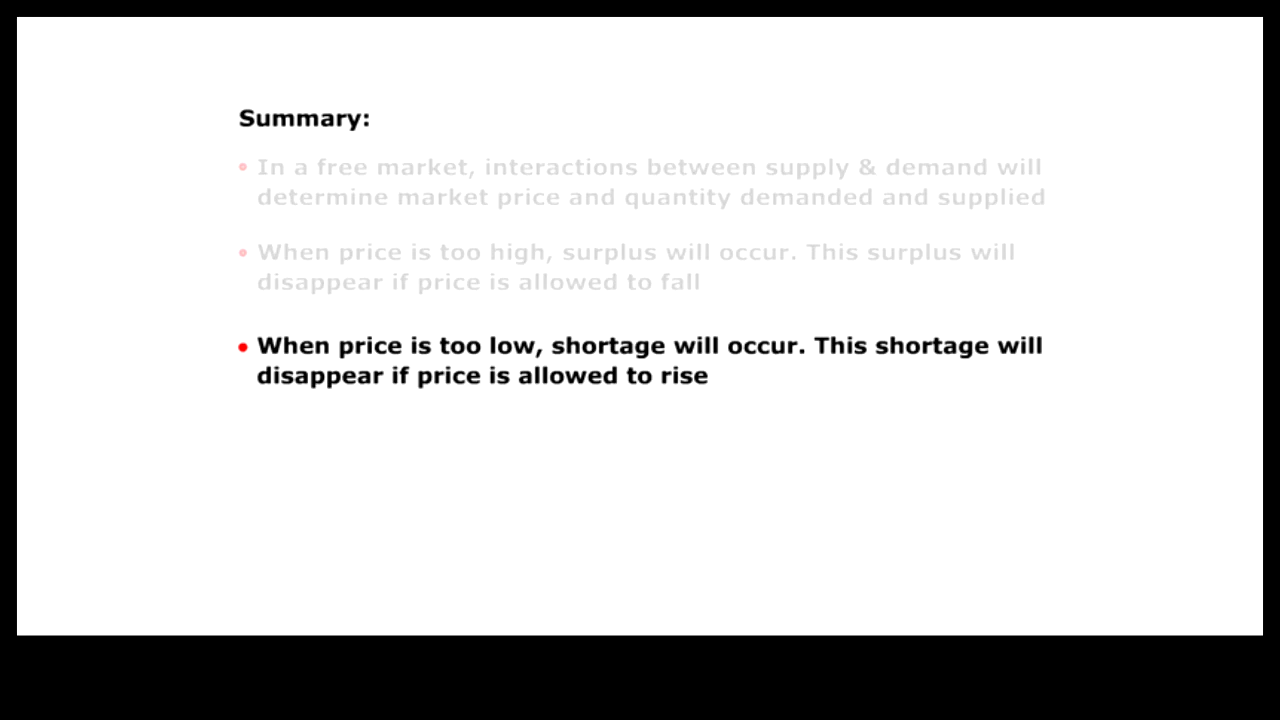 Summary:
• In a free market, interactions between supply & demand will
determine market price and quantity demanded and supplied
• When price is too high, surplus will occur. This surplus will
disappear if price is allowed to fall
• When price is too low, shortage will occur. This shortage will
disappear if price is allowed to rise